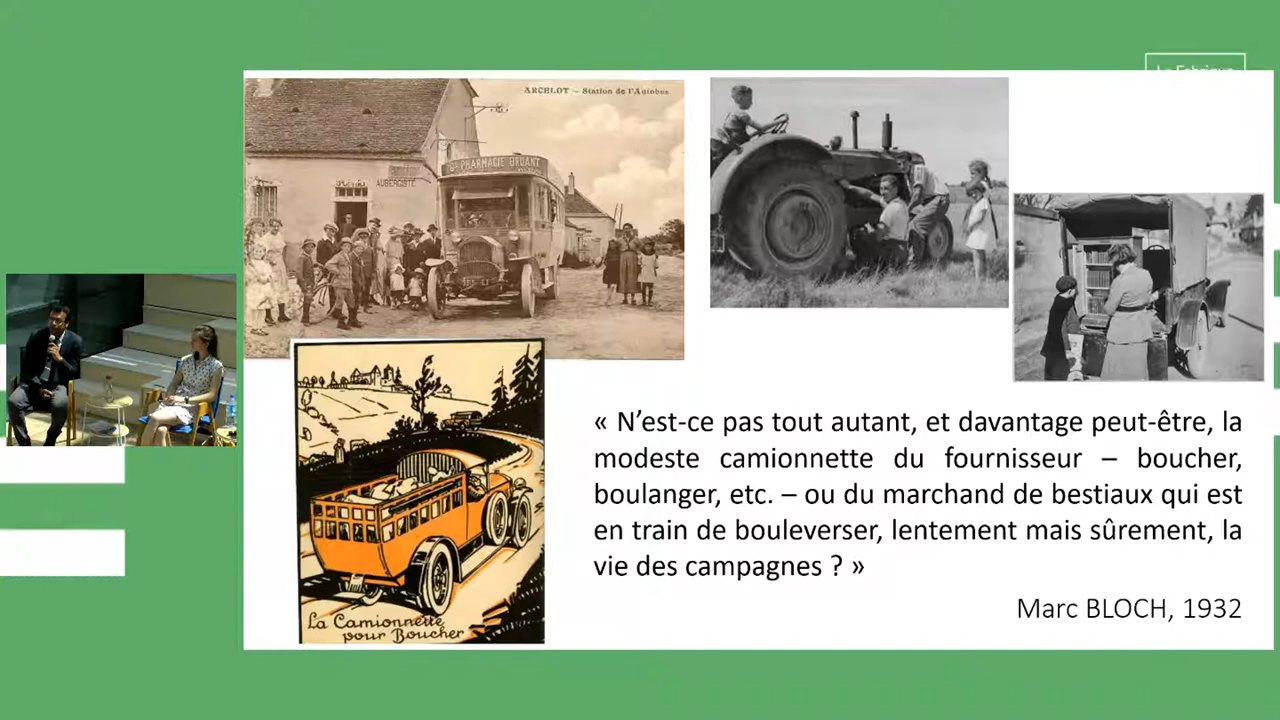 La Fabrique
ARCHLOT — Station de l'Autobus
PHARMACIE BRUANT
AUBERGISTE
« N'est-ce pas tout autant, et davantage peut-être, la
modeste camionnette du fournisseur – boucher,
boulanger, etc. – ou du marchand de bestiaux qui est
en train de bouleverser, lentement mais sûrement, la
vie des campagnes ? »
Marc BLOCH, 1932
La Camionnette
pour Boucher